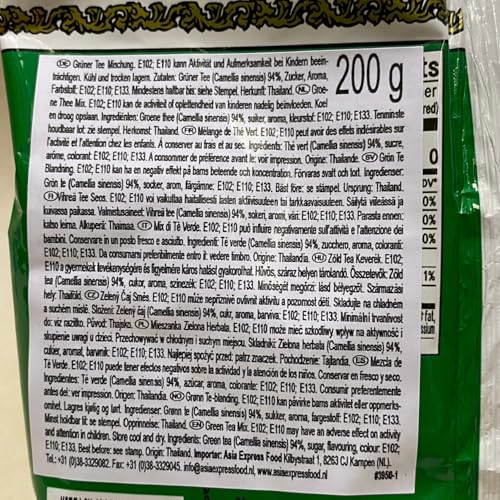 200 g
(DE) Grüner Tee Mischung. E102; E110 kann Aktivität und Aufmerksamkeit bei Kindern beein-
trächtigen. Kühl und trocken lagern. Zutaten: Grüner Tee (Camellia sinensis) 94%, Zucker, Aroma,
Farbstoff: E102; E110; E133. Mindestens haltbar bis: siehe Stempel. Herkunft: Thailand. (NL) Groe-
ne Thee Mix. E102; E110 kan de activiteit of oplettendheid van kinderen nadelig beïnvloeden. Koel
en droog opslaan. Ingrediënten: Groene thee (Camellia sinensis) 94%, suiker, aroma, kleurstof: E102; E110; E133. Tenminste
houdbaar tot: zie stempel. Herkomst: Thailand. (FR) Mélange de Thé Vert. E102; E110 peut avoir des effets indésirables sur
l'activité et l'attention chez les enfants. À conserver au frais et au sec. Ingrédients: Thé vert (Camellia sinensis) 94%, sucre,
arôme, colorant: E102; E110; E133. A consommer de préférence avant le: voir impression. Origine: Thaïlande. (SV) Grön Te
Blandning. E102; E110 kan ha en negativ effekt på barns beteende och koncentration. Förvaras svalt och torrt. Ingredienser:
Grön te (Camellia sinensis) 94%, socker, arom, färgämne: E102; E110; E133. Bäst före: se stämpel. Ursprung: Thailand.
(FI) Vihreä Tee Seos. E102; E110 voi vaikuttaa haitallisesti lasten aktiivisuuteen tai tarkkaavaisuuteen. Säilytä viileässä ja
kuivassa paikassa. Valmistusaineet: Vihreä tee (Camellia sinensis) 94%, sokeri, aromi, väri: E102; E110; E133. Parasta ennen:
katso leima. Alkuperä: Thaimaa. (IT) Mix di Tè Verde. E102; E110 può influire negativamente sull'attività e l'attenzione dei
bambini. Conservare in un posto fresco e asciutto. Ingredienti: Tè verde (Camellia sinensis) 94%, zucchero, aroma, coloranti:
E102; E110; E133. Da consumarsi preferibilmente entro il: vedere timbro. Origine: Thailandia. (HU) Zöld Tea Keverék. E102;
E110 a gyermekek tevékenységére és figyelmére káros hatást gyakorolhat. Hűvös, száraz helyen tárolandó. Összetevők: Zöld
tea (Camellia sinensis) 94%, cukor, aroma, színezék: E102; E110; E133. Minőségét megőrzi: lásd bélyegzőt. Származási
hely: Thaiföld. (CZ) Zelený Čaj Směs. E102; E110 může nepříznivě ovlivnit aktivitu a pozornost dětí. Skladujte na chladném
a suchém místě. Složení: Zelený čaj (Camellia sinensis) 94%, cukr, aroma, barviva: E102; E110; E133. Minimální trvanlivost
do: viz razítko. Původ: Thajsko. (PL) Mieszanka Zielona Herbata. E102; E110 może mieć szkodliwy wpływ na aktywność i
skupienie uwagi u dzieci. Przechowywać w chłodnym i suchym miejscu. Składniki: Zielona herbata (Camellia sinensis) 94%,
cukier, aromat, barwnik: E102; E110; E133. Najlepiej spożyć przed: patrz znaczek. Pochodzenie: Tajlandia. (ES) Mezcla de
Té Verde. E102; E110 puede tener efectos negativos sobre la actividad y la atención de los niños. Conservar en fresco y seco.
Ingredientes: Té verde (Camellia sinensis) 94%, azúcar, aroma, colorante: E102; E110; E133. Consumir preferentemente
antes del: ver impresión. Origen: Thailandia. (NO) Grønn Te-blanding. E102; E110 kan påvirke barns aktivitet eller oppmerks-
omhet. Lagres kjølig og tørt. Ingredienser: Grønn te (Camellia sinensis) 94%, sukker, aroma, fargestoff: E102; E110; E133.
Minst holdbar til: se stempel. Opprinnelse: Thailand. (EN) Green Tea Mix. E102; E110 may have an adverse effect on activity
and attention in children. Store cool and dry. Ingredients: Green tea (Camellia sinensis) 94%, sugar, flavouring, colour: E102;
E110; E133. Best before: see stamp. Origin: Thailand. Importer: Asia Express Food Kilbystraat 1, 8263 CJ Kampen (NL).
Tel.: +31 (0)38-3329082. Fax.: +31 (0)38-3329045. info@asiaexpressfood.nl. www.asiaexpressfood.nl #3950-1
ts
er
red)
0
DV*
0%
0%
0%
1%
f fat,
assium